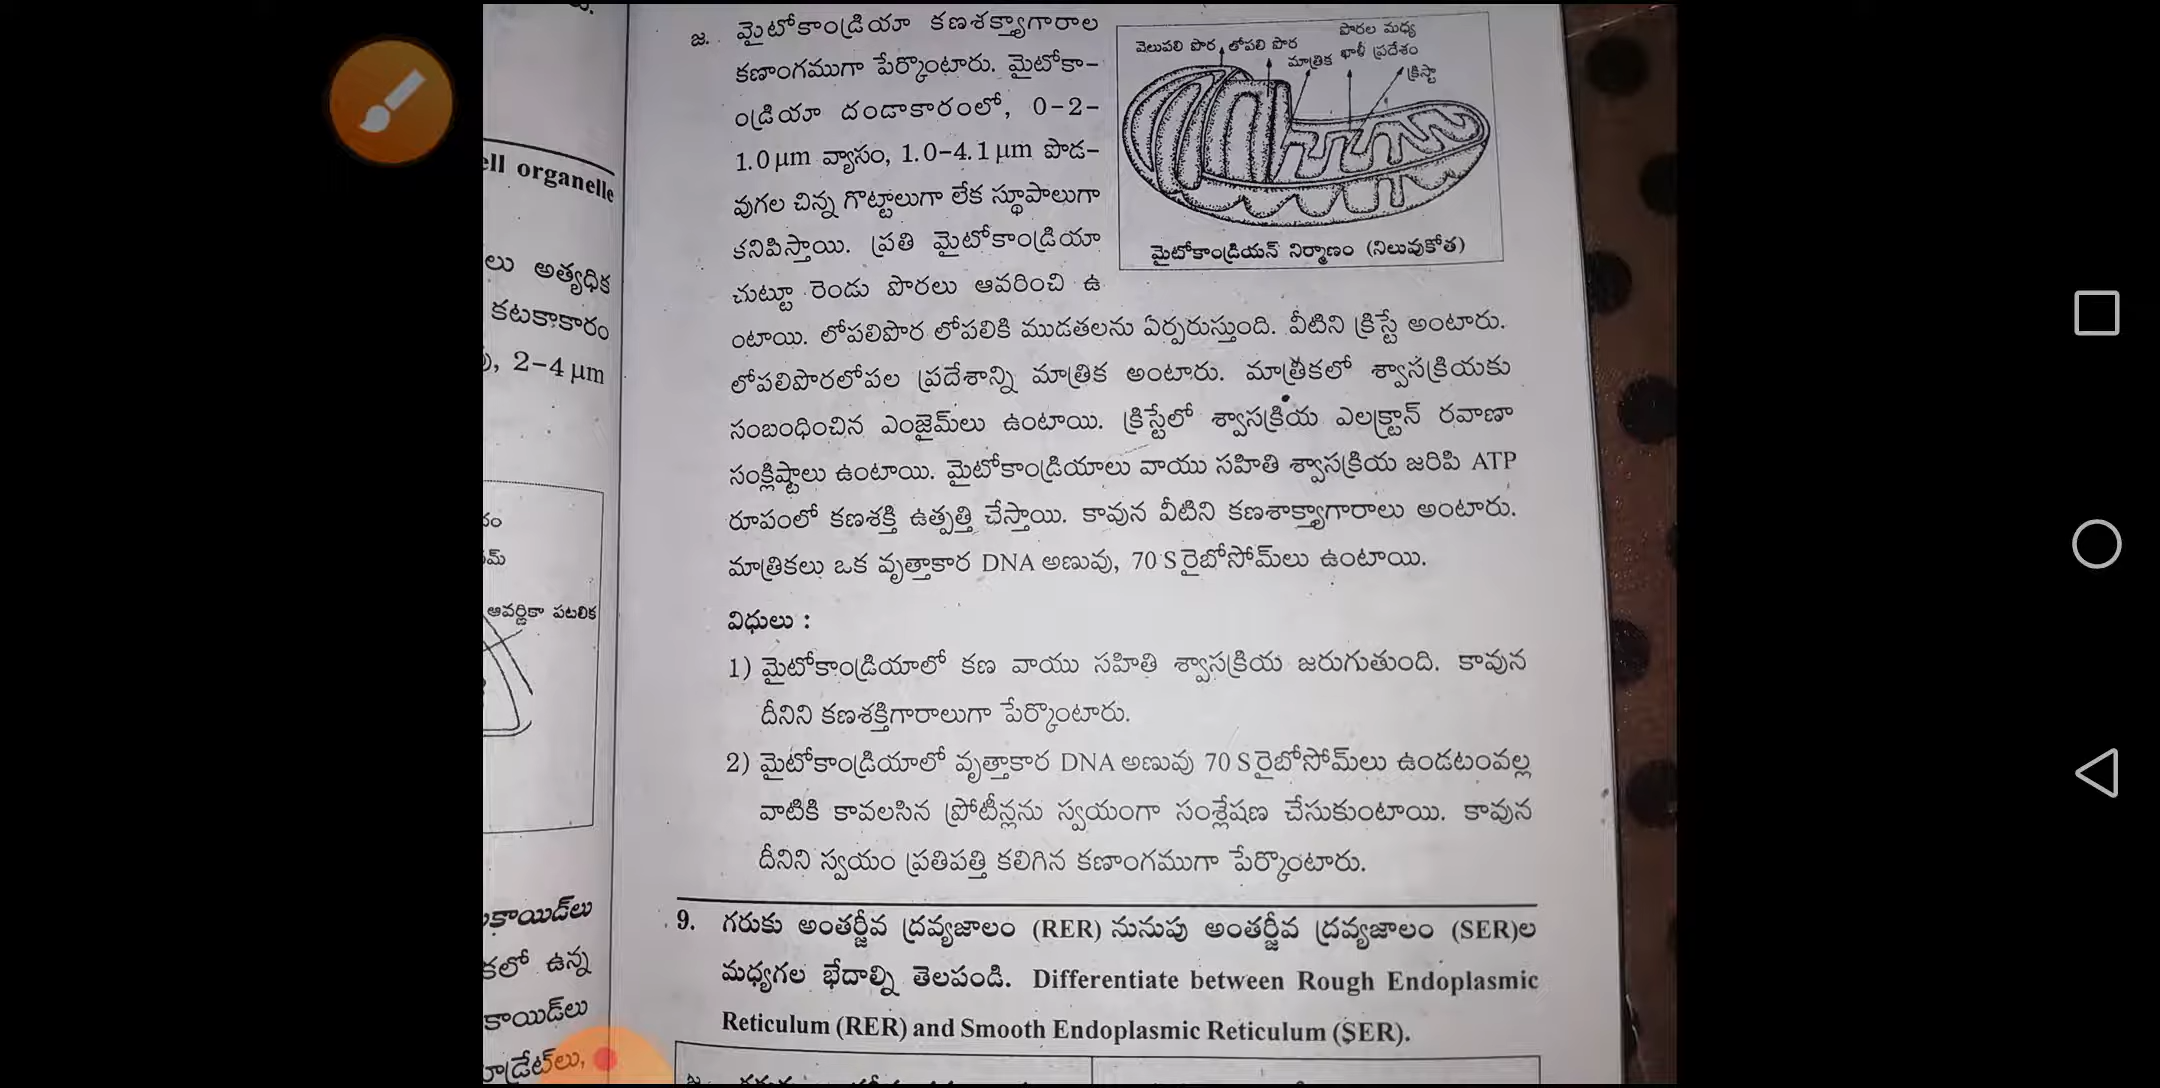 ell organelle
లు అత్యధిక
కటకాకారం
2-4 µm
ఆవర్ణికా పటలిక
కలో ఉన్న
జ. మైటోకాండ్రియా కణశక్త్యాగారాల
కణాంగముగా పేర్కొంటారు. మైటోకా-
ండ్రియా దండాకారంలో, 0-2-
1.0 µm వ్యాసం, 1.0-4.1 µm పొడ-
వుగల చిన్న గొట్టాలుగా లేక స్థూపాలుగా
కనిపిస్తాయి. ప్రతి మైటోకాండ్రియా
చుట్టూ రెండు పొరలు ఆవరించి ఉ
ంటాయి. లోపలిపొర లోపలికి ముడతలను ఏర్పరుస్తుంది. వీటిని క్రిస్టే అంటారు.
లోపలిపొరలోపల ప్రదేశాన్ని మాత్రిక అంటారు. మాత్రికలో శ్వాసక్రియకు
సంబంధించిన ఎంజైమ్‌లు ఉంటాయి. క్రిస్టేలో శ్వాసక్రియ ఎలక్ట్రాన్ రవాణా
సంక్లిష్టాలు ఉంటాయి. మైటోకాండ్రియాలు వాయు సహితి శ్వాసక్రియ జరిపి ATP
రూపంలో కణశక్తి ఉత్పత్తి చేస్తాయి. కావున వీటిని కణశాక్త్యాగారాలు అంటారు.
మాత్రికలు ఒక వృత్తాకార DNA అణువు, 70 S రైబోసోమ్‌లు ఉంటాయి.
పొరల మధ్య
వెలుపలి పొర లోపలి పొర మాత్రిక ఖాళీ ప్రదేశం
క్రిస్టా
మైటోకాండ్రియన్ నిర్మాణం (నిలువుకోత)
విధులు :
1) మైటోకాండ్రియాలో కణ వాయు సహితి శ్వాసక్రియ జరుగుతుంది. కావున
దీనిని కణశక్తిగారాలుగా పేర్కొంటారు.
2) మైటోకాండ్రియాలో వృత్తాకార DNA అణువు 70 S రైబోసోమ్‌లు ఉండటంవల్ల
వాటికి కావలసిన ప్రోటీన్లను స్వయంగా సంశ్లేషణ చేసుకుంటాయి. కావున
దీనిని స్వయం ప్రతిపత్తి కలిగిన కణాంగముగా పేర్కొంటారు.
9. గరుకు అంతర్జీవ ద్రవ్యజాలం (RER) నునుపు అంతర్జీవ ద్రవ్యజాలం (SER)ల
మధ్యగల భేదాల్ని తెలపండి. Differentiate between Rough Endoplasmic
Reticulum (RER) and Smooth Endoplasmic Reticulum (SER).